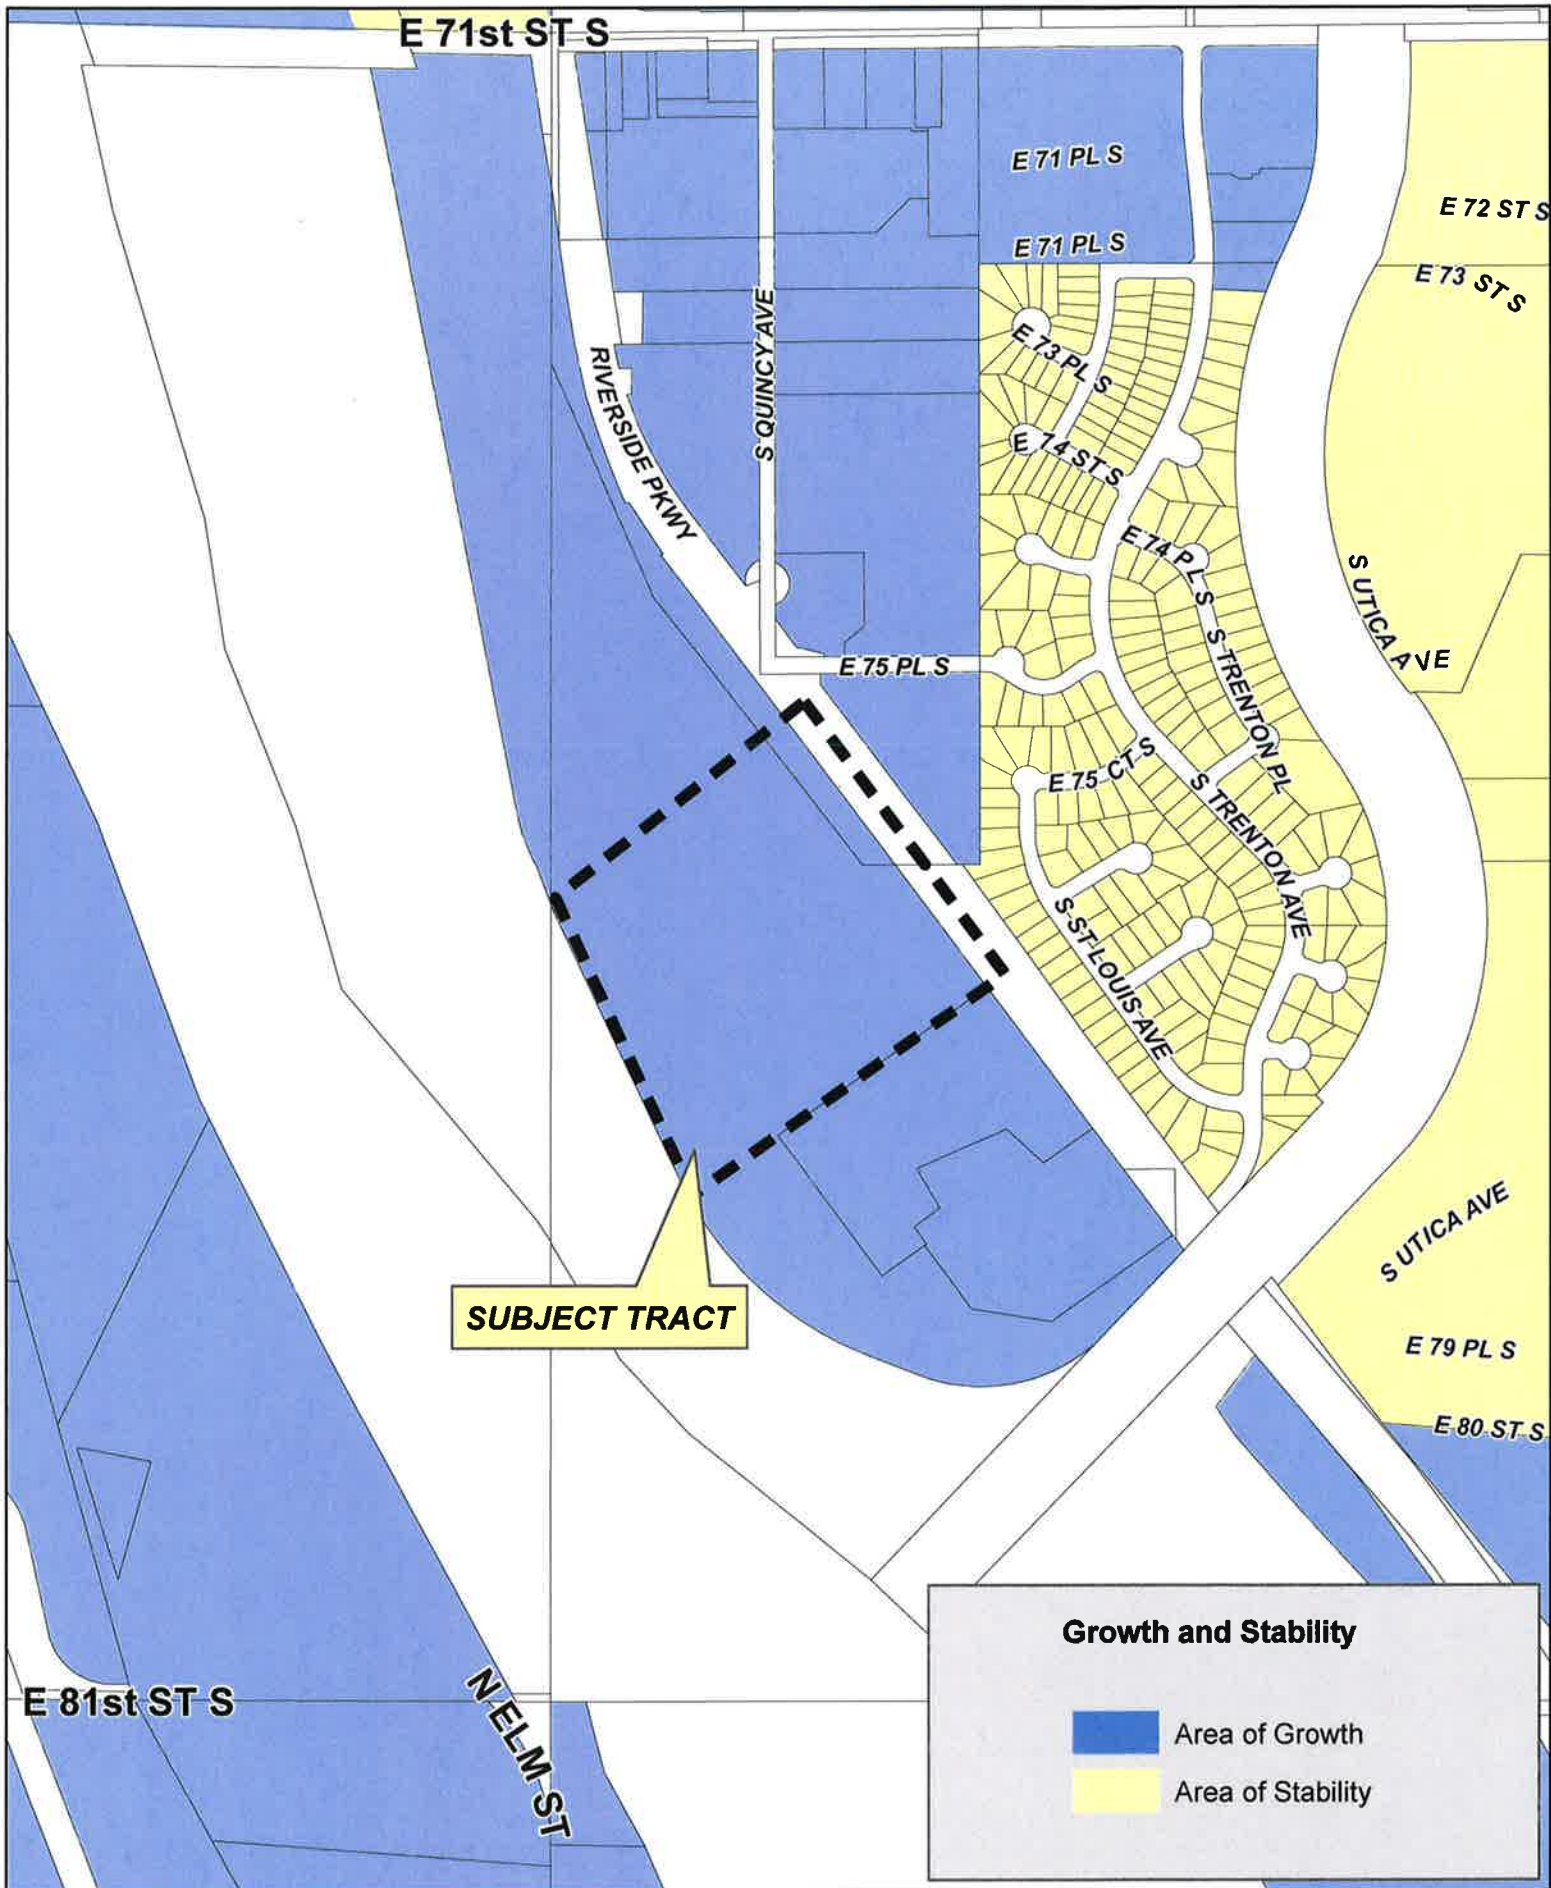 E 71st ST S
E 71 PL S
E 72 ST S
E 71 PL S
E 73 ST S
S QUINCY AVE
RIVERSIDE PKWY
E 73 PL S
E 74 ST S
E 74 PL S
S UTICA AVE
S TRENTON PL
E 75 PL S
E 75 CT S
S TRENTON AVE
S ST LOUIS AVE
S UTICA AVE
SUBJECT TRACT
E 79 PL S
E 80 ST S
E 81st ST S
N ELM ST
Growth and Stability
Area of Growth
Area of Stability